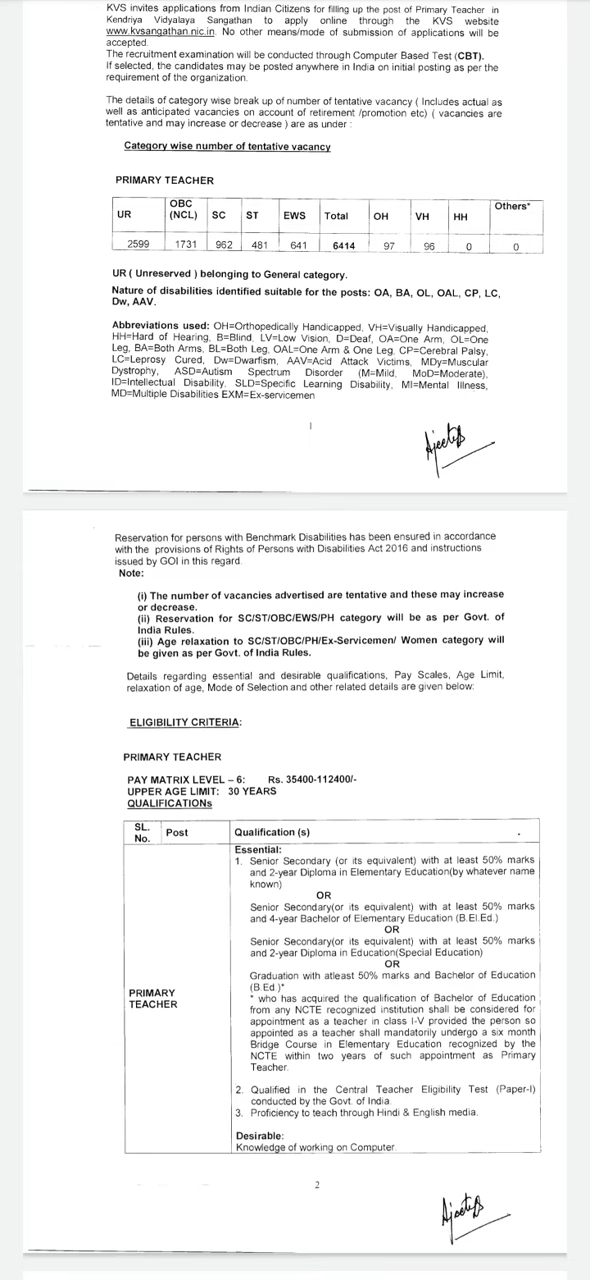 KVS invites applications from Indian Citizens for filling up the post of Primary Teacher in
Kendriya Vidyalaya Sangathan to apply online through the KVS website
www.kvsangathan.nic.in. No other means/mode of submission of applications will be
accepted.
The recruitment examination will be conducted through Computer Based Test (CBT).
If selected, the candidates may be posted anywhere in India on initial posting as per the
requirement of the organization.
The details of category wise break up of number of tentative vacancy ( Includes actual as
well as anticipated vacancies on account of retirement /promotion etc) ( vacancies are
tentative and may increase or decrease ) are as under :
Category wise number of tentative vacancy
PRIMARY TEACHER
UR OBC (NCL) SC ST EWS Total OH VH HH Others*
2599 1731 962 481 641 6414 97 96 0 0
UR ( Unreserved ) belonging to General category.
Nature of disabilities identified suitable for the posts: OA, BA, OL, OAL, CP, LC,
Dw, AAV.
Abbreviations used: OH=Orthopedically Handicapped, VH=Visually Handicapped,
HH=Hard of Hearing, B=Blind, LV=Low Vision, D=Deaf, OA=One Arm, OL=One
Leg, BA=Both Arms, BL=Both Leg, OAL=One Arm & One Leg, CP=Cerebral Palsy,
LC=Leprosy Cured, Dw=Dwarfism, AAV=Acid Attack Victims, MDy=Muscular
Dystrophy, ASD=Autism Spectrum Disorder (M=Mild, MoD=Moderate),
ID=Intellectual Disability, SLD=Specific Learning Disability, MI=Mental Illness,
MD=Multiple Disabilities EXM=Ex-servicemen
1
Reservation for persons with Benchmark Disabilities has been ensured in accordance
with the provisions of Rights of Persons with Disabilities Act 2016 and instructions
issued by GOI in this regard.
Note:
(i) The number of vacancies advertised are tentative and these may increase
or decrease.
(ii) Reservation for SC/ST/OBC/EWS/PH category will be as per Govt. of
India Rules.
(iii) Age relaxation to SC/ST/OBC/PH/Ex-Servicemen/ Women category will
be given as per Govt. of India Rules.
Details regarding essential and desirable qualifications, Pay Scales, Age Limit,
relaxation of age, Mode of Selection and other related details are given below:
ELIGIBILITY CRITERIA:
PRIMARY TEACHER
PAY MATRIX LEVEL – 6: Rs. 35400-112400/-
UPPER AGE LIMIT: 30 YEARS
QUALIFICATIONs
SL. No. Post Qualification (s)
PRIMARY TEACHER
Essential:
1. Senior Secondary (or its equivalent) with at least 50% marks
and 2-year Diploma in Elementary Education(by whatever name
known)
OR
Senior Secondary(or its equivalent) with at least 50% marks
and 4-year Bachelor of Elementary Education (B.El.Ed.)
OR
Senior Secondary(or its equivalent) with at least 50% marks
and 2-year Diploma in Education(Special Education)
OR
Graduation with atleast 50% marks and Bachelor of Education
(B.Ed.)*
* who has acquired the qualification of Bachelor of Education
from any NCTE recognized institution shall be considered for
appointment as a teacher in class I-V provided the person so
appointed as a teacher shall mandatorily undergo a six month
Bridge Course in Elementary Education recognized by the
NCTE within two years of such appointment as Primary
Teacher.
2. Qualified in the Central Teacher Eligibility Test (Paper-I)
conducted by the Govt. of India.
3. Proficiency to teach through Hindi & English media.
Desirable:
Knowledge of working on Computer.
2